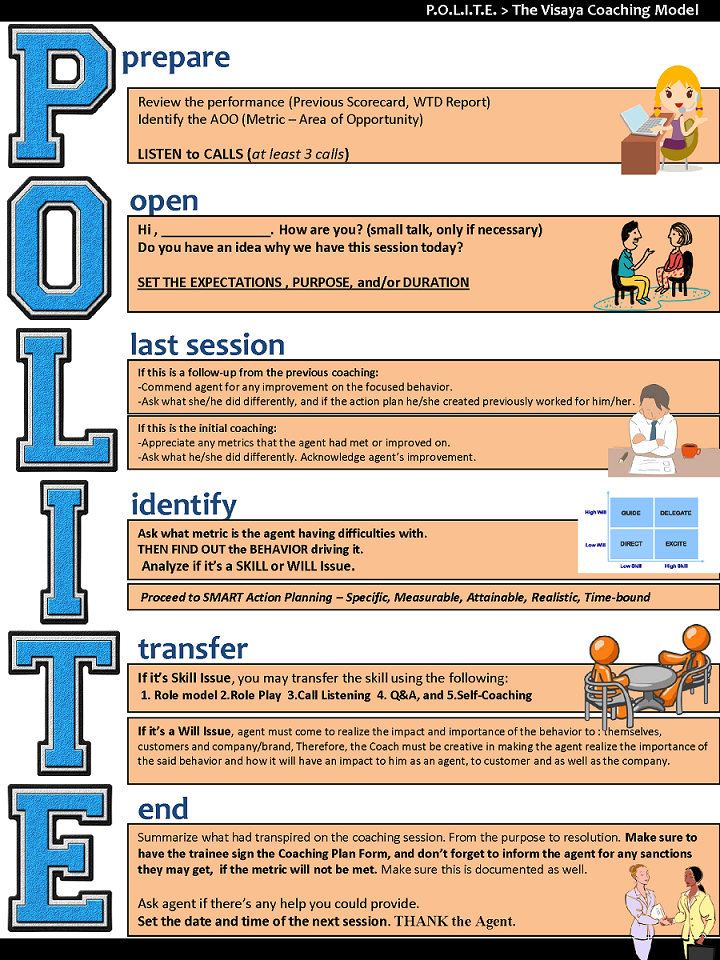 P.O.L.I.T.E. > The Visaya Coaching Model
P
prepare
Review the performance (Previous Scorecard, WTD Report)
Identify the AOO (Metric – Area of Opportunity)
LISTEN to CALLS (at least 3 calls)
O
open
Hi , _______________. How are you? (small talk, only if necessary)
Do you have an idea why we have this session today?
SET THE EXPECTATIONS , PURPOSE, and/or DURATION
L
last session
If this is a follow-up from the previous coaching:
-Commend agent for any improvement on the focused behavior.
-Ask what she/he did differently, and if the action plan he/she created previously worked for him/her.
If this is the initial coaching:
-Appreciate any metrics that the agent had met or improved on.
-Ask what he/she did differently. Acknowledge agent's improvement.
I
identify
Ask what metric is the agent having difficulties with.
THEN FIND OUT the BEHAVIOR driving it.
Analyze if it's a SKILL or WILL Issue.
High Will
GUIDE
DELEGATE
Low Will
DIRECT
EXCITE
Low Skill
High Skill
Proceed to SMART Action Planning – Specific, Measurable, Attainable, Realistic, Time-bound
T
transfer
If it's Skill Issue, you may transfer the skill using the following:
1. Role model 2.Role Play 3.Call Listening 4. Q&A, and 5.Self-Coaching
If it's a Will Issue, agent must come to realize the impact and importance of the behavior to : themselves,
customers and company/brand, Therefore, the Coach must be creative in making the agent realize the importance of
the said behavior and how it will have an impact to him as an agent, to customer and as well as the company.
E
end
Summarize what had transpired on the coaching session. From the purpose to resolution. Make sure to
have the trainee sign the Coaching Plan Form, and don't forget to inform the agent for any sanctions
they may get, if the metric will not be met. Make sure this is documented as well.
Ask agent if there's any help you could provide.
Set the date and time of the next session. THANK the Agent.